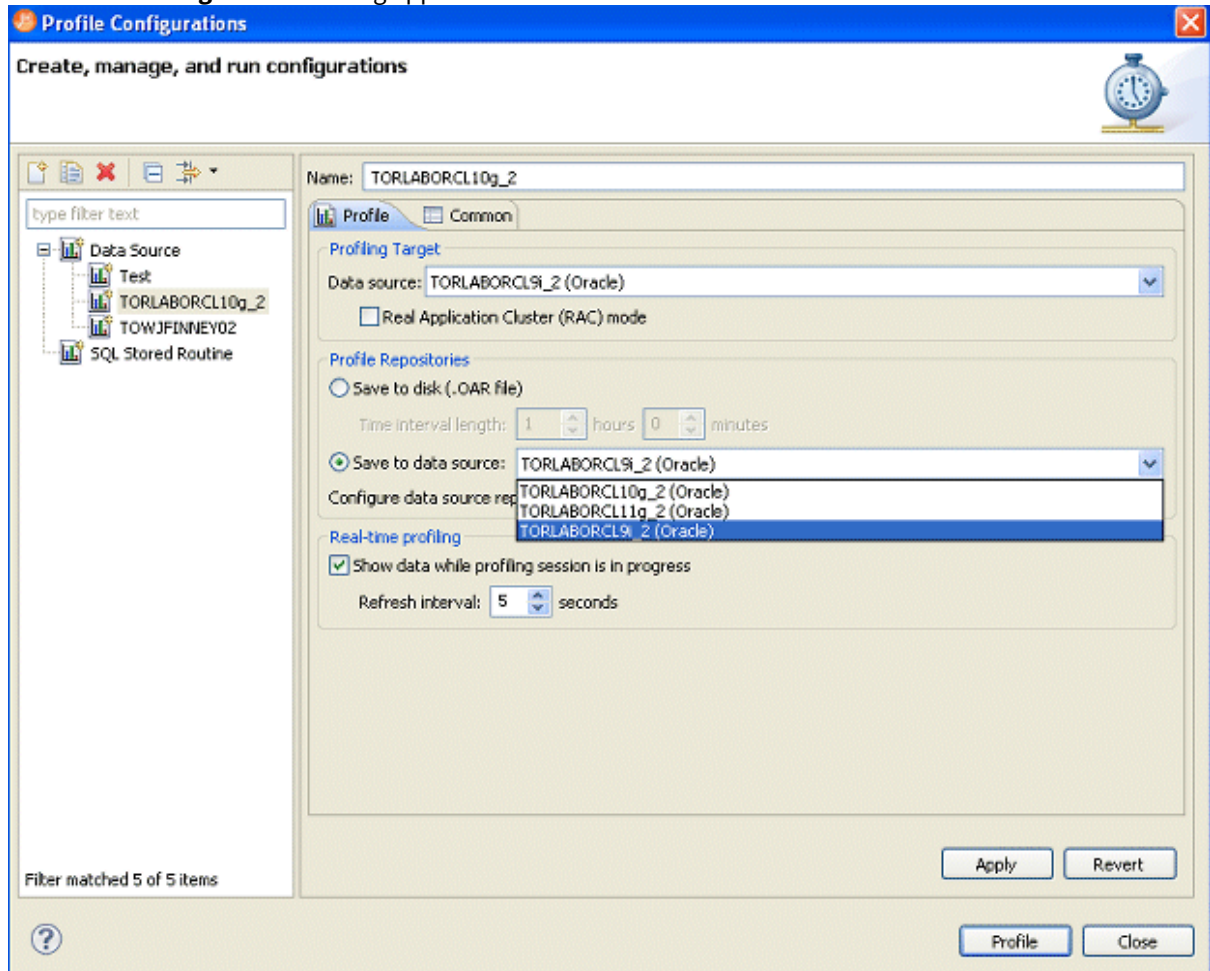 Profile Configurations
Create, manage, and run configurations
type filter text
Data Source
Test
TORLABORCL10g_2
TOWJFINNEY02
SQL Stored Routine
Filter matched 5 of 5 items
Name: TORLABORCL10g_2
Profile Common
Profiling Target
Data source: TORLABORCL9i_2 (Oracle)
Real Application Cluster (RAC) mode
Profile Repositories
Save to disk (.OAR file)
Time interval length: 1 hours 0 minutes
Save to data source: TORLABORCL9i_2 (Oracle)
TORLABORCL10g_2 (Oracle)
Configure data source rep
TORLABORCL11g_2 (Oracle)
TORLABORCL9i_2 (Oracle)
Real-time profiling
Show data while profiling session is in progress
Refresh interval: 5 seconds
Apply Revert
? Profile Close